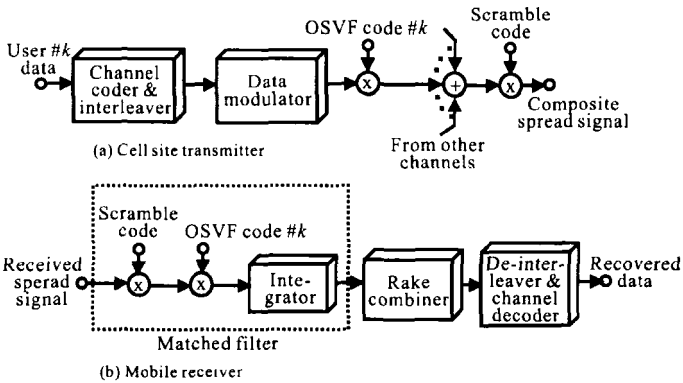 User #k
data
Channel
coder &
interleaver
Data
modulator
OSVF code #k
x
+
Scramble
code
x
Composite
spread signal
From other
channels
(a) Cell site transmitter
Received
sperad
signal
Scramble
code
x
OSVF code #k
x
Inte-
grator
Matched filter
Rake
combiner
De-inter-
leaver &
channel
decoder
Recovered
data
(b) Mobile receiver